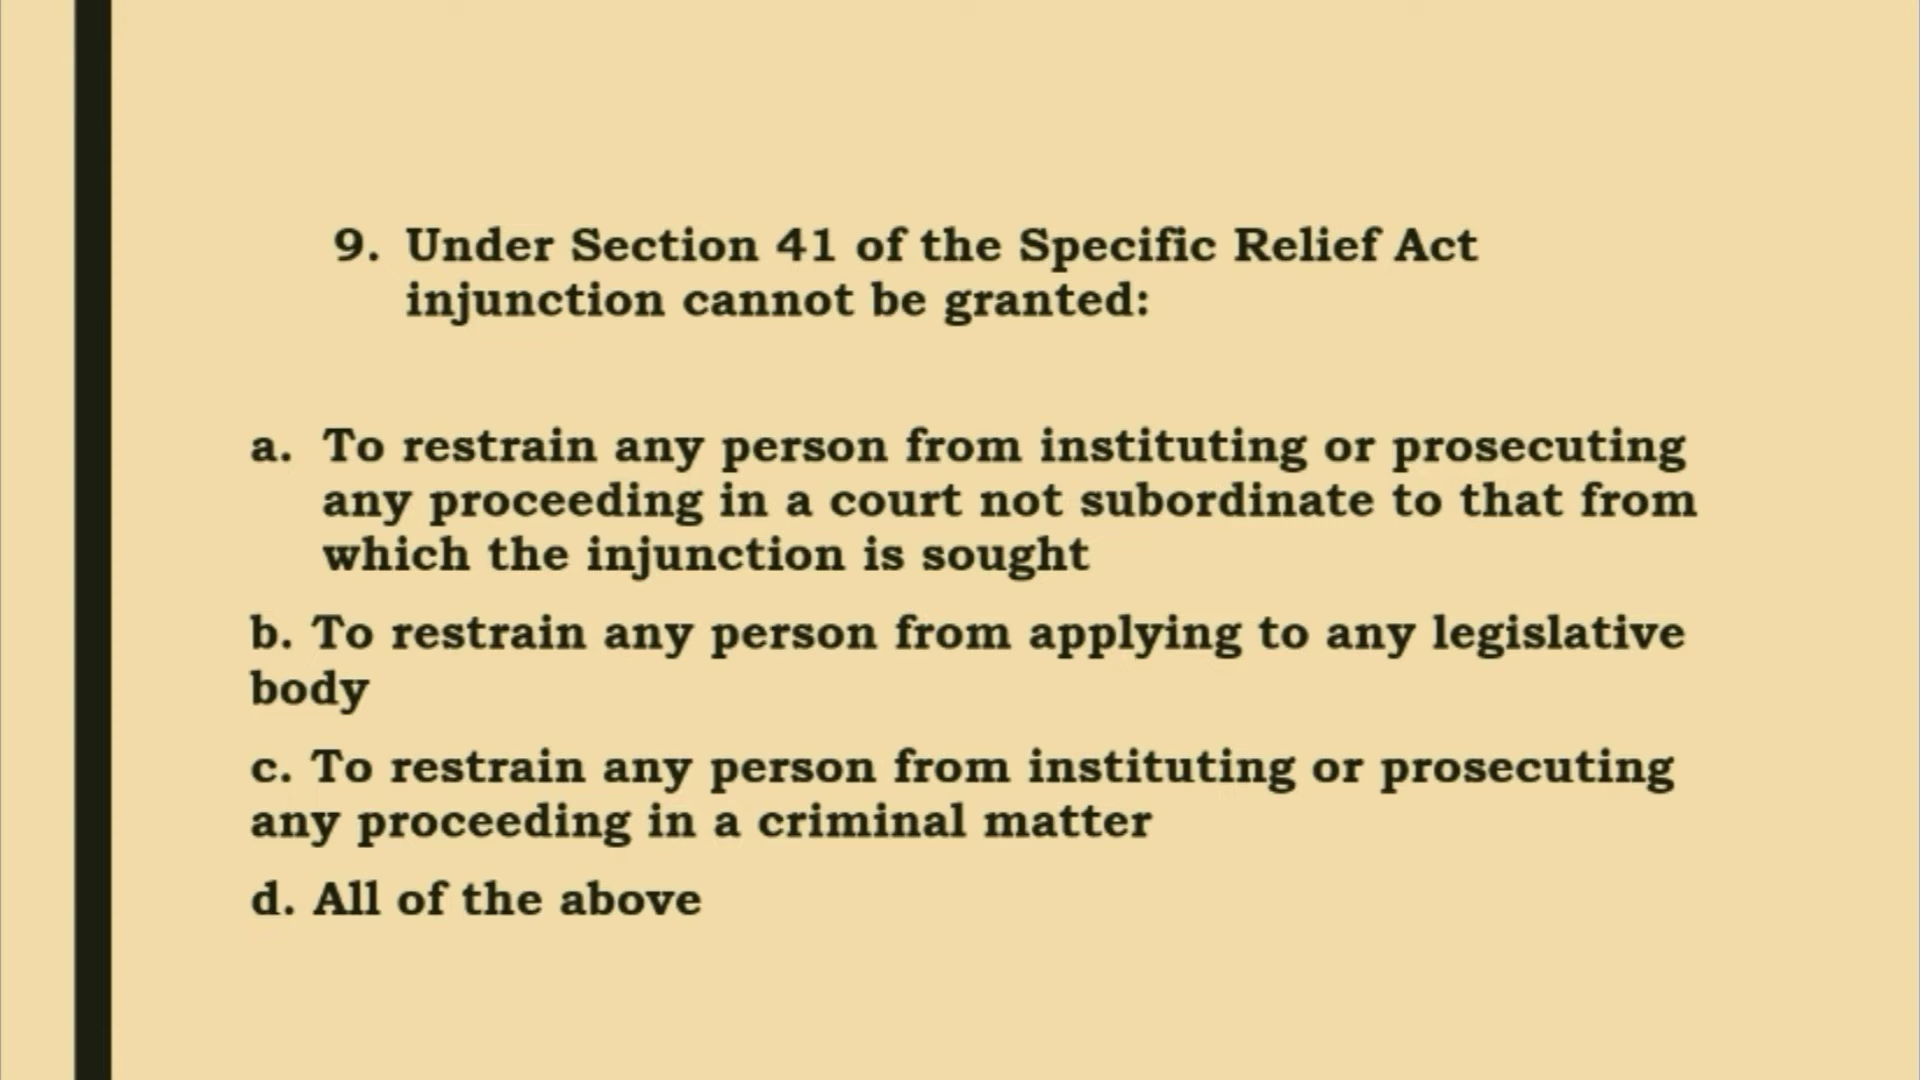 9. Under Section 41 of the Specific Relief Act
injunction cannot be granted:
a. To restrain any person from instituting or prosecuting
any proceeding in a court not subordinate to that from
which the injunction is sought
b. To restrain any person from applying to any legislative
body
c. To restrain any person from instituting or prosecuting
any proceeding in a criminal matter
d. All of the above